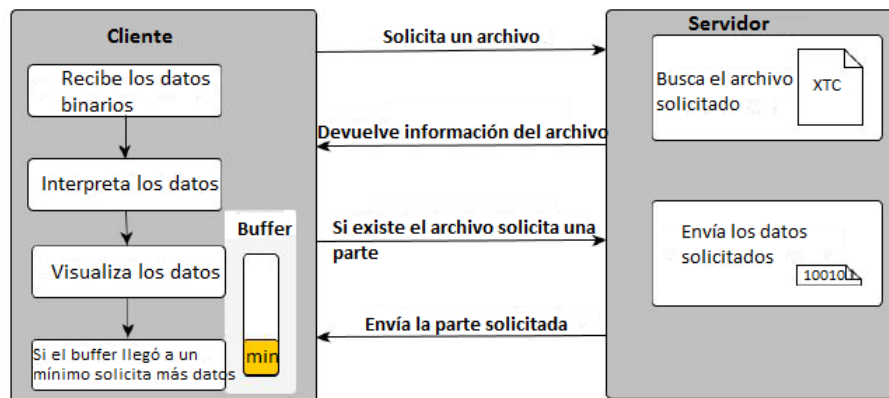 Cliente
Recibe los datos
binarios
Interpreta los datos
Visualiza los datos
Si el buffer llegó a un
mínimo solicita más datos
Buffer
min
Solicita un archivo
Devuelve información del archivo
Si existe el archivo solicita una
parte
Envía la parte solicitada
Servidor
Busca el archivo
solicitado
XTC
Envía los datos
solicitados
100101